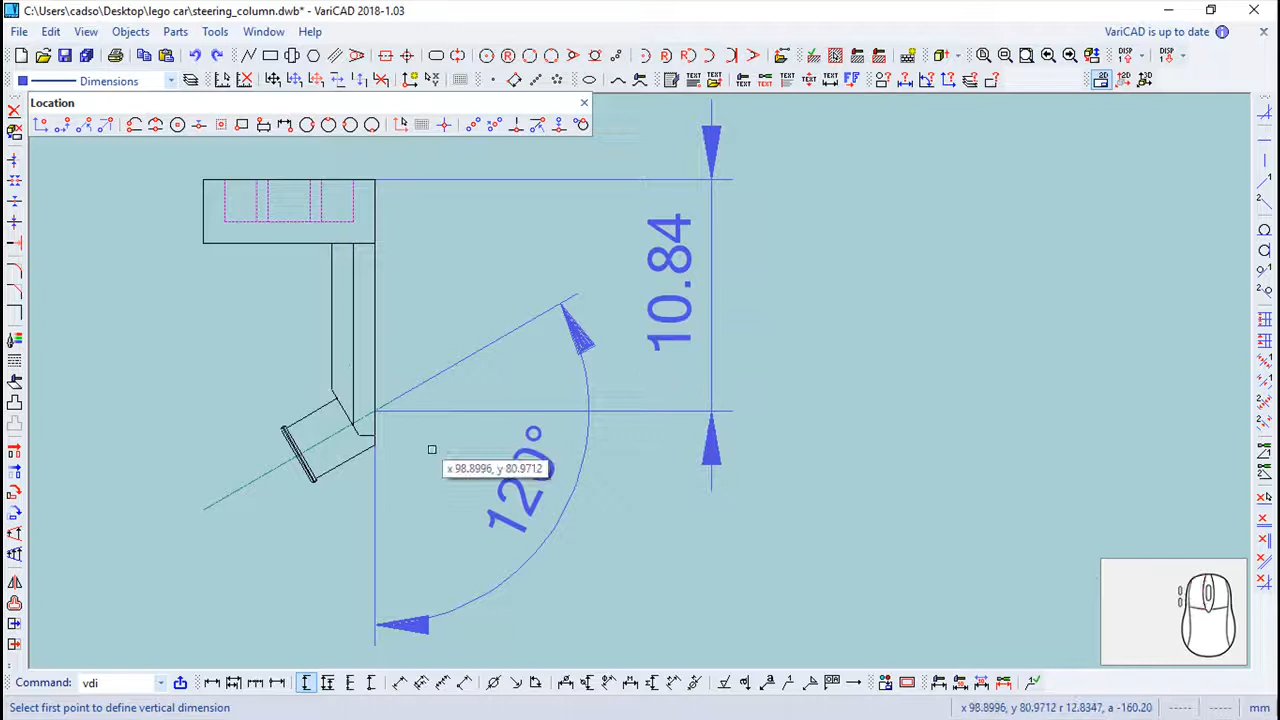 C:\Users\cadso\Desktop\lego car\steering_column.dwb* - VariCAD 2018-1.03
File Edit View Objects Parts Tools Window Help
VariCAD is up to date
Dimensions
Location
10.84
120°
x 98.8996, y 80.9712
Command: vdi
Select first point to define vertical dimension
x 98.8996, y 80.9712 r 12.8347, a -160.20
mm